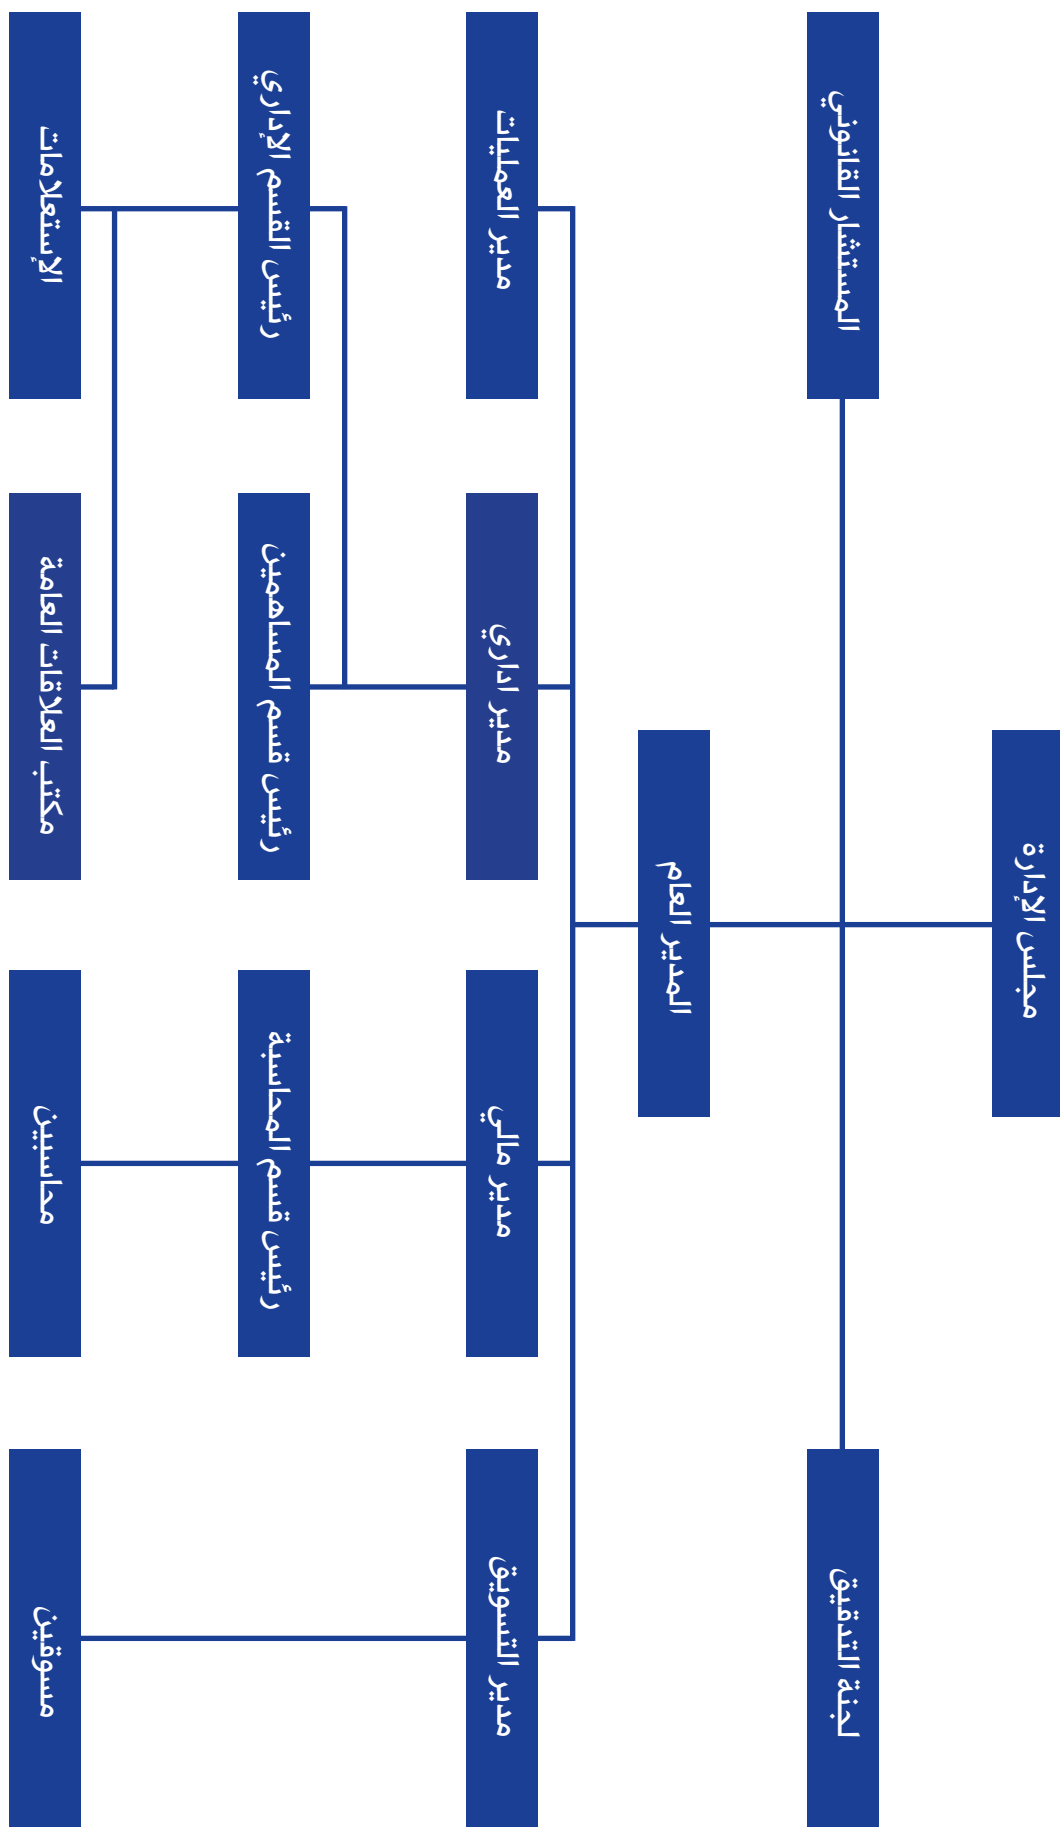 مجلس الإدارة
المستشار القانوني
لجنة التدقيق
المدير العام
مدير العمليات
مدير اداري
مدير مالي
مدير التسويق
رئيس القسم الإداري
رئيس قسم المساهمين
رئيس قسم المحاسبة
الإستعلامات
مكتب العلاقات العامة
محاسبين
مسوقين